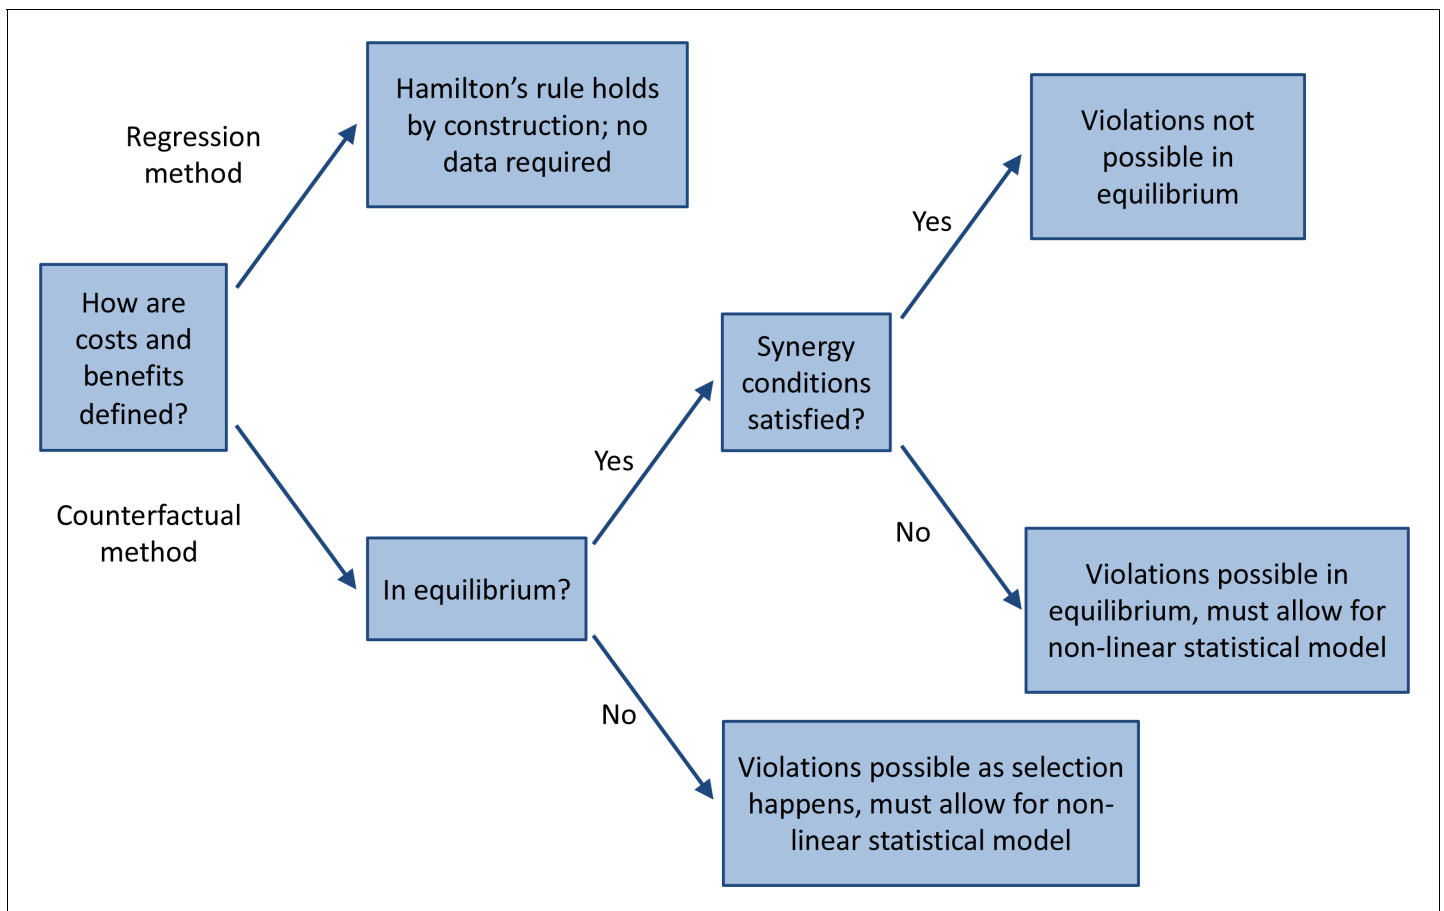 Regression
method
Hamilton’s rule holds
by construction; no
data required
How are
costs and
benefits
defined?
Counterfactual
method
In equilibrium?
Yes
No
Synergy
conditions
satisfied?
Yes
No
Violations not
possible in
equilibrium
Violations possible in
equilibrium, must allow for
non-linear statistical model
Violations possible as selection
happens, must allow for non-
linear statistical model